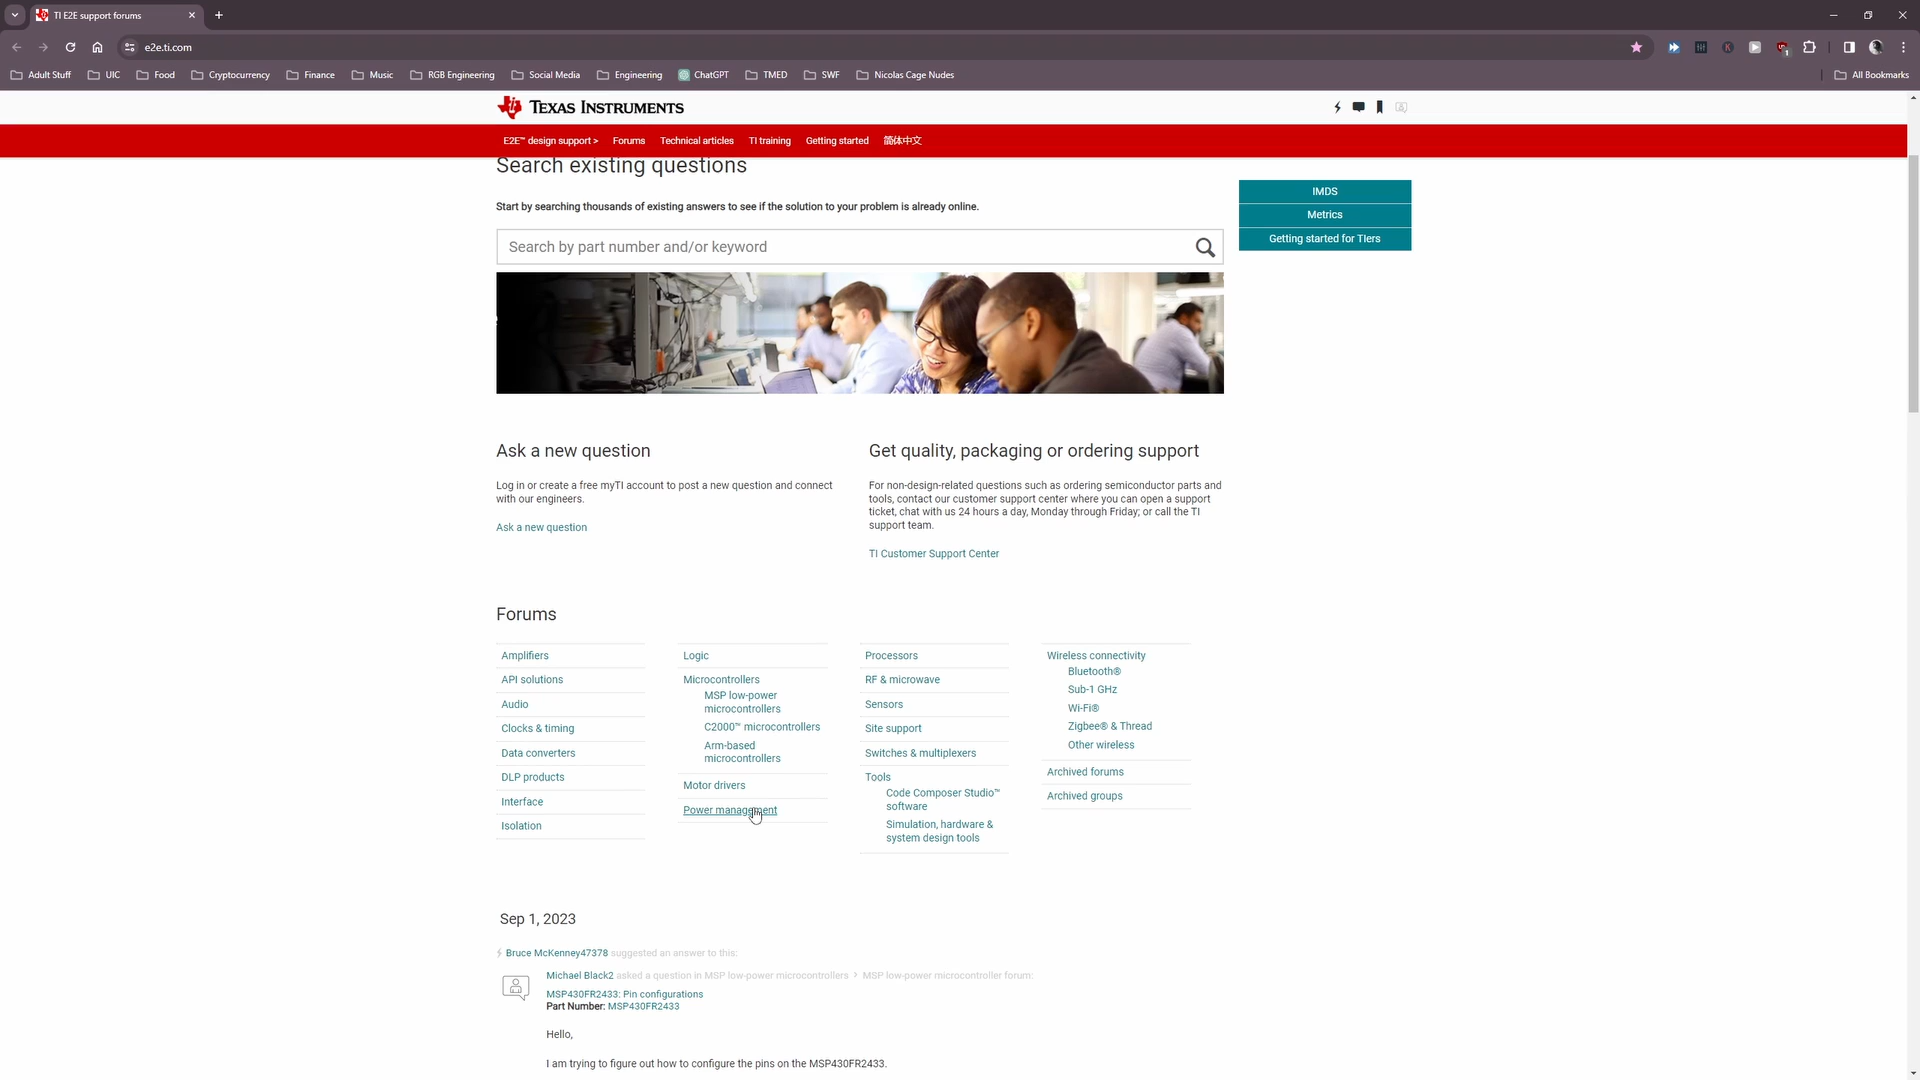 TI E2E support forums
e2e.ti.com
Adult Stuff
UIC
Food
Cryptocurrency
Finance
Music
RGB Engineering
Social Media
Engineering
ChatGPT
TMED
SWF
Nicolas Cage Nudes
All Bookmarks
TEXAS INSTRUMENTS
E2E™ design support >
Forums
Technical articles
TI training
Getting started
简体中文
Search existing questions
Start by searching thousands of existing answers to see if the solution to your problem is already online.
Search by part number and/or keyword
IMDS
Metrics
Getting started for TIers
Ask a new question
Log in or create a free myTI account to post a new question and connect
with our engineers.
Ask a new question
Get quality, packaging or ordering support
For non-design-related questions such as ordering semiconductor parts and
tools, contact our customer support center where you can open a support
ticket, chat with us 24 hours a day, Monday through Friday; or call the TI
support team.
TI Customer Support Center
Forums
Amplifiers
API solutions
Audio
Clocks & timing
Data converters
DLP products
Interface
Isolation
Logic
Microcontrollers
MSP low-power
microcontrollers
C2000™ microcontrollers
Arm-based
microcontrollers
Motor drivers
Power management
Processors
RF & microwave
Sensors
Site support
Switches & multiplexers
Tools
Code Composer Studio™
software
Simulation, hardware &
system design tools
Wireless connectivity
Bluetooth®
Sub-1 GHz
Wi-Fi®
Zigbee® & Thread
Other wireless
Archived forums
Archived groups
Sep 1, 2023
Bruce McKenney47378 suggested an answer to this:
Michael Black2 asked a question in MSP low-power microcontrollers > MSP low-power microcontroller forum:
MSP430FR2433: Pin configurations
Part Number: MSP430FR2433
Hello,
I am trying to figure out how to configure the pins on the MSP430FR2433.